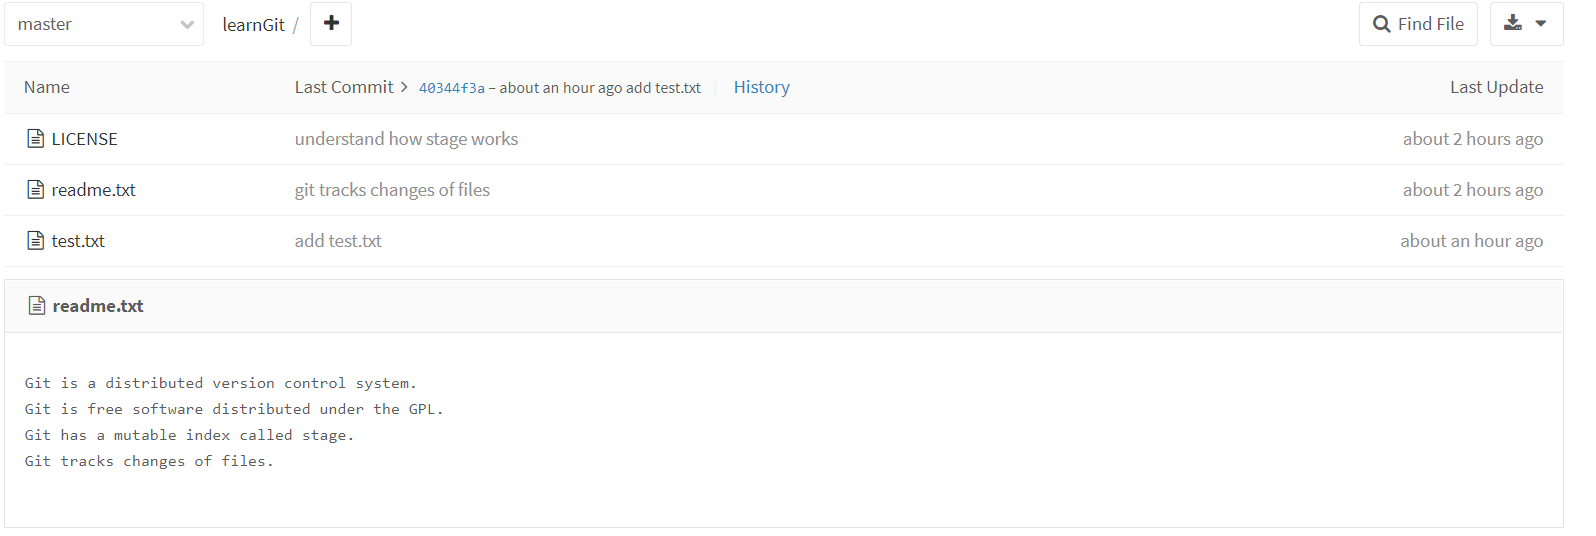 master learnGit / Find File
Name Last Commit > 40344f3a – about an hour ago add test.txt History Last Update
LICENSE understand how stage works about 2 hours ago
readme.txt git tracks changes of files about 2 hours ago
test.txt add test.txt about an hour ago
readme.txt
Git is a distributed version control system.
Git is free software distributed under the GPL.
Git has a mutable index called stage.
Git tracks changes of files.